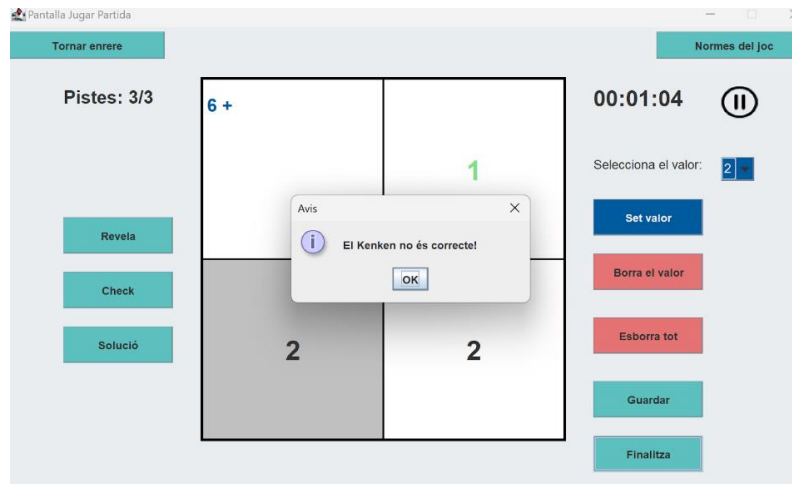 Pantalla Jugar Partida
Tornar enrere
Normes del joc
Pistes: 3/3
00:01:04
6 +
1
Selecciona el valor:
2
Avis
El Kenken no és correcte!
OK
Set valor
Revela
Borra el valor
Check
Solució
2
2
Esborra tot
Guardar
Finalitza